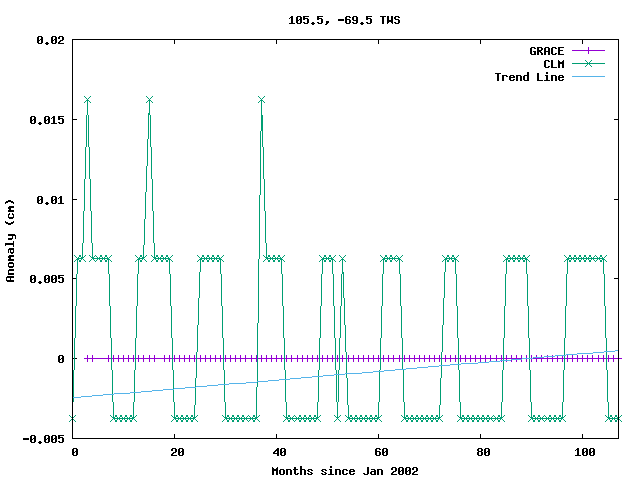 105.5, -69.5 TWS
0.02
0.015
0.01
0.005
0
-0.005
Anomaly (cm)
GRACE
CLM
Trend Line
0 20 40 60 80 100
Months since Jan 2002